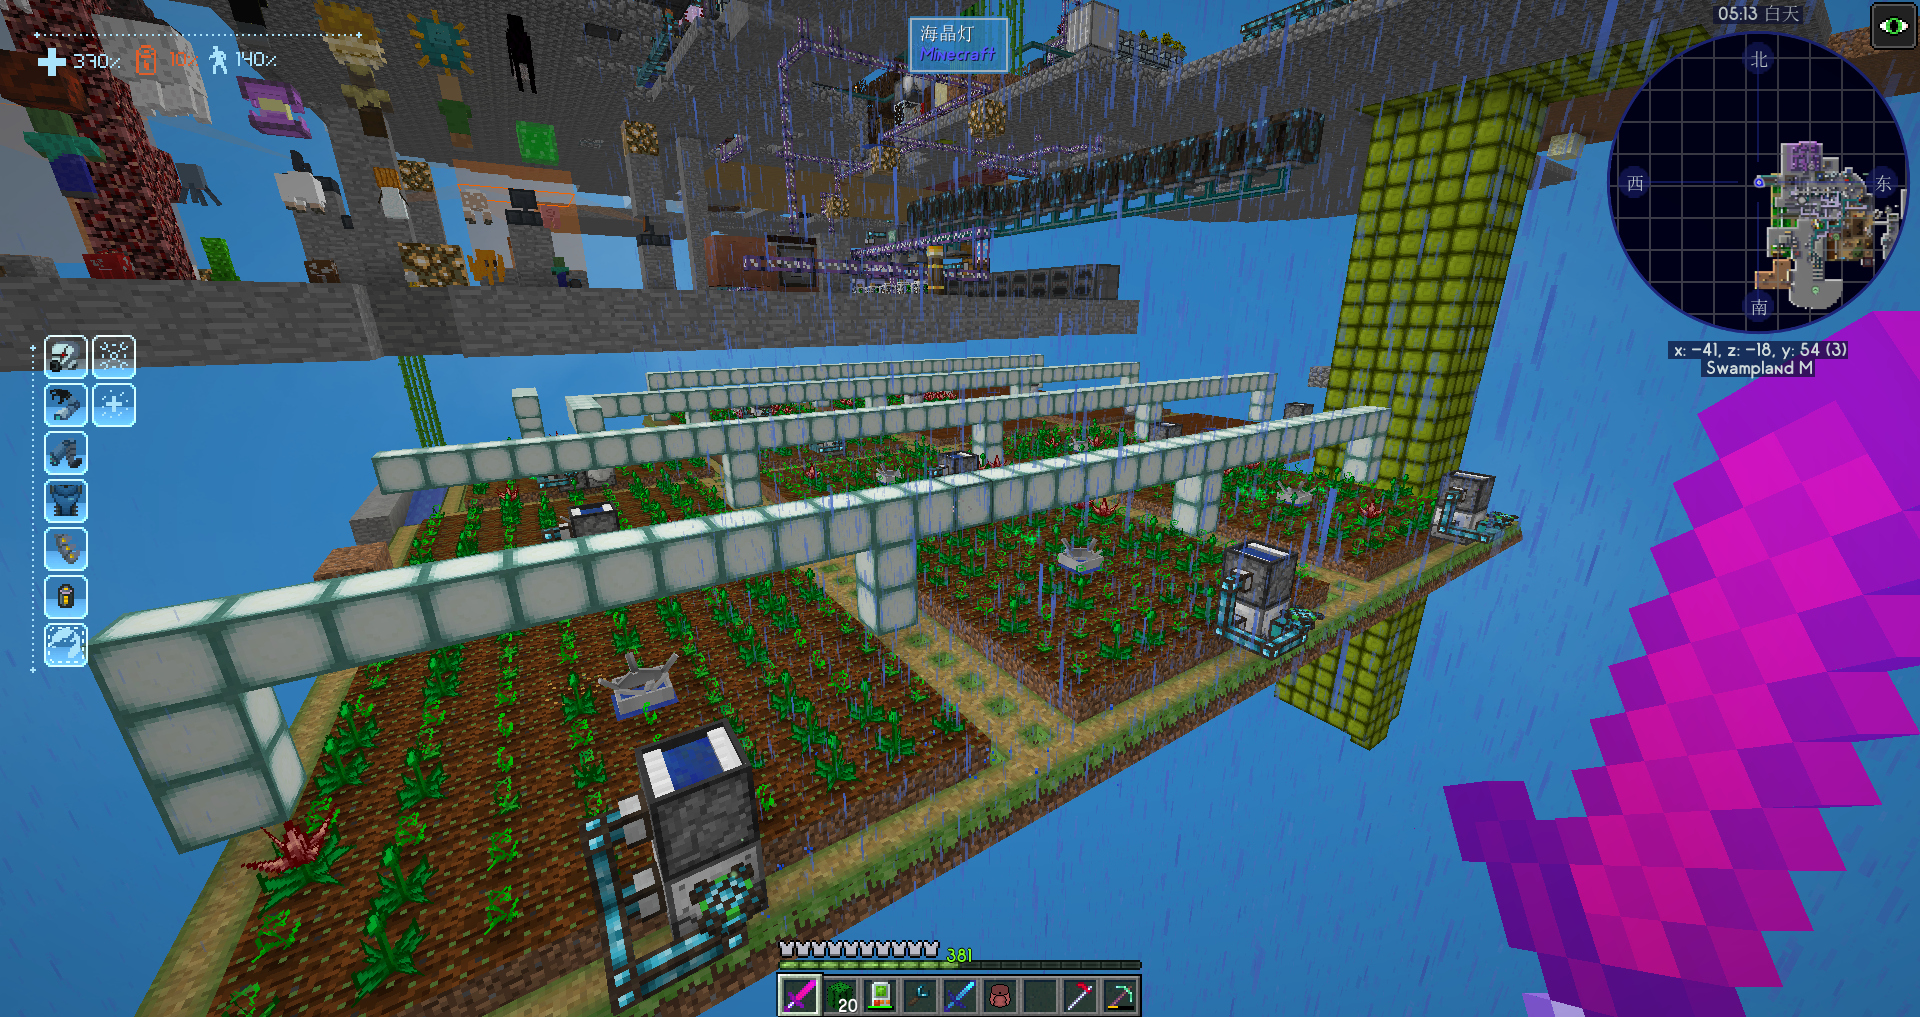 海晶灯
Minecraft
370%
10%
140%
05:13 白天
北
西
东
南
x: -41, z: -18, y: 54 (3)
Swampland M
381
20